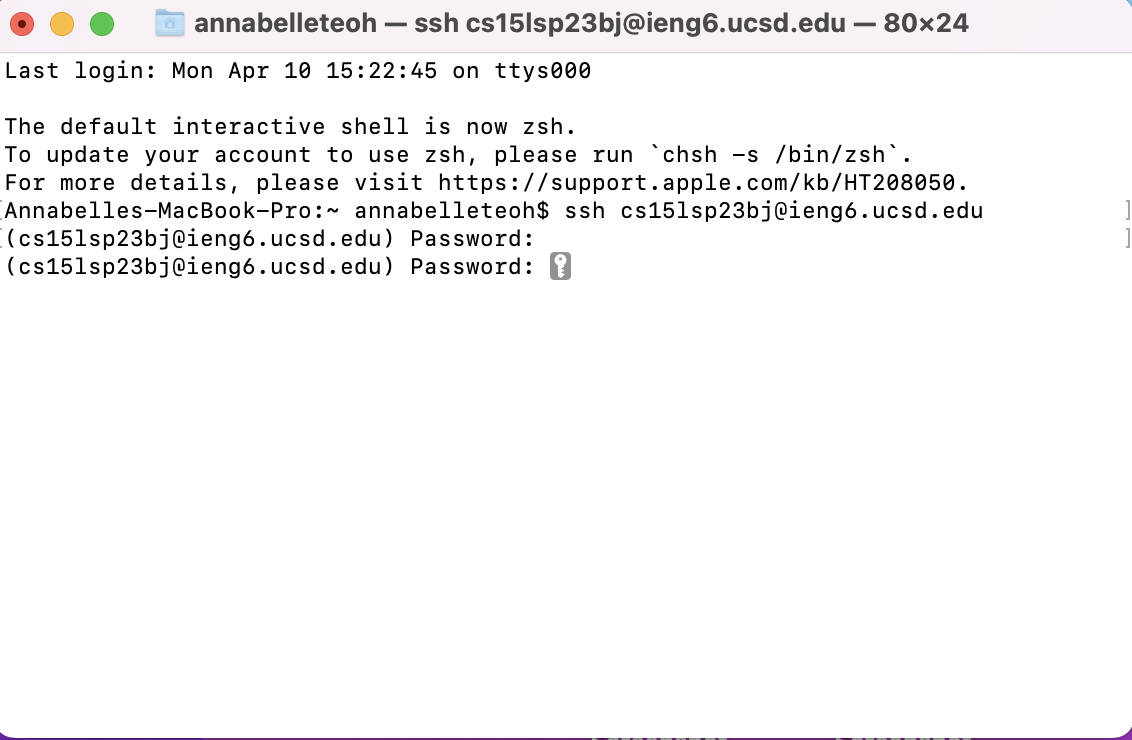 annabelleteoh — ssh cs15lsp23bj@ieng6.ucsd.edu — 80×24
Last login: Mon Apr 10 15:22:45 on ttys000
The default interactive shell is now zsh.
To update your account to use zsh, please run `chsh -s /bin/zsh`.
For more details, please visit https://support.apple.com/kb/HT208050.
[Annabelles-MacBook-Pro:~ annabelleteoh$ ssh cs15lsp23bj@ieng6.ucsd.edu ]
[(cs15lsp23bj@ieng6.ucsd.edu) Password: ]
(cs15lsp23bj@ieng6.ucsd.edu) Password: